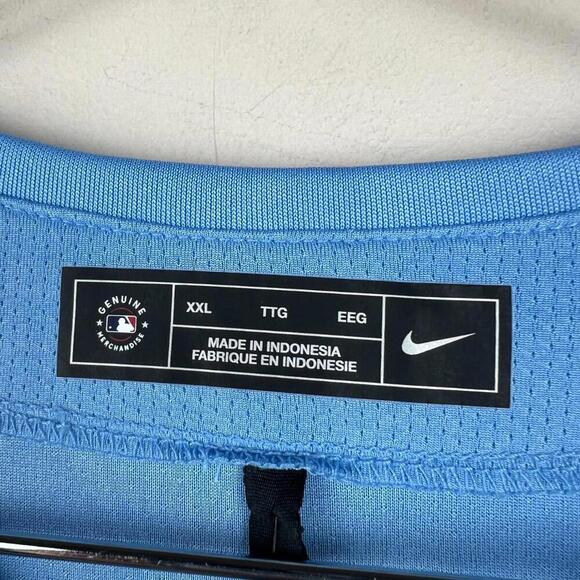 GENUINE
MERCHANDISE
XXL TTG EEG
MADE IN INDONESIA
FABRIQUE EN INDONESIE